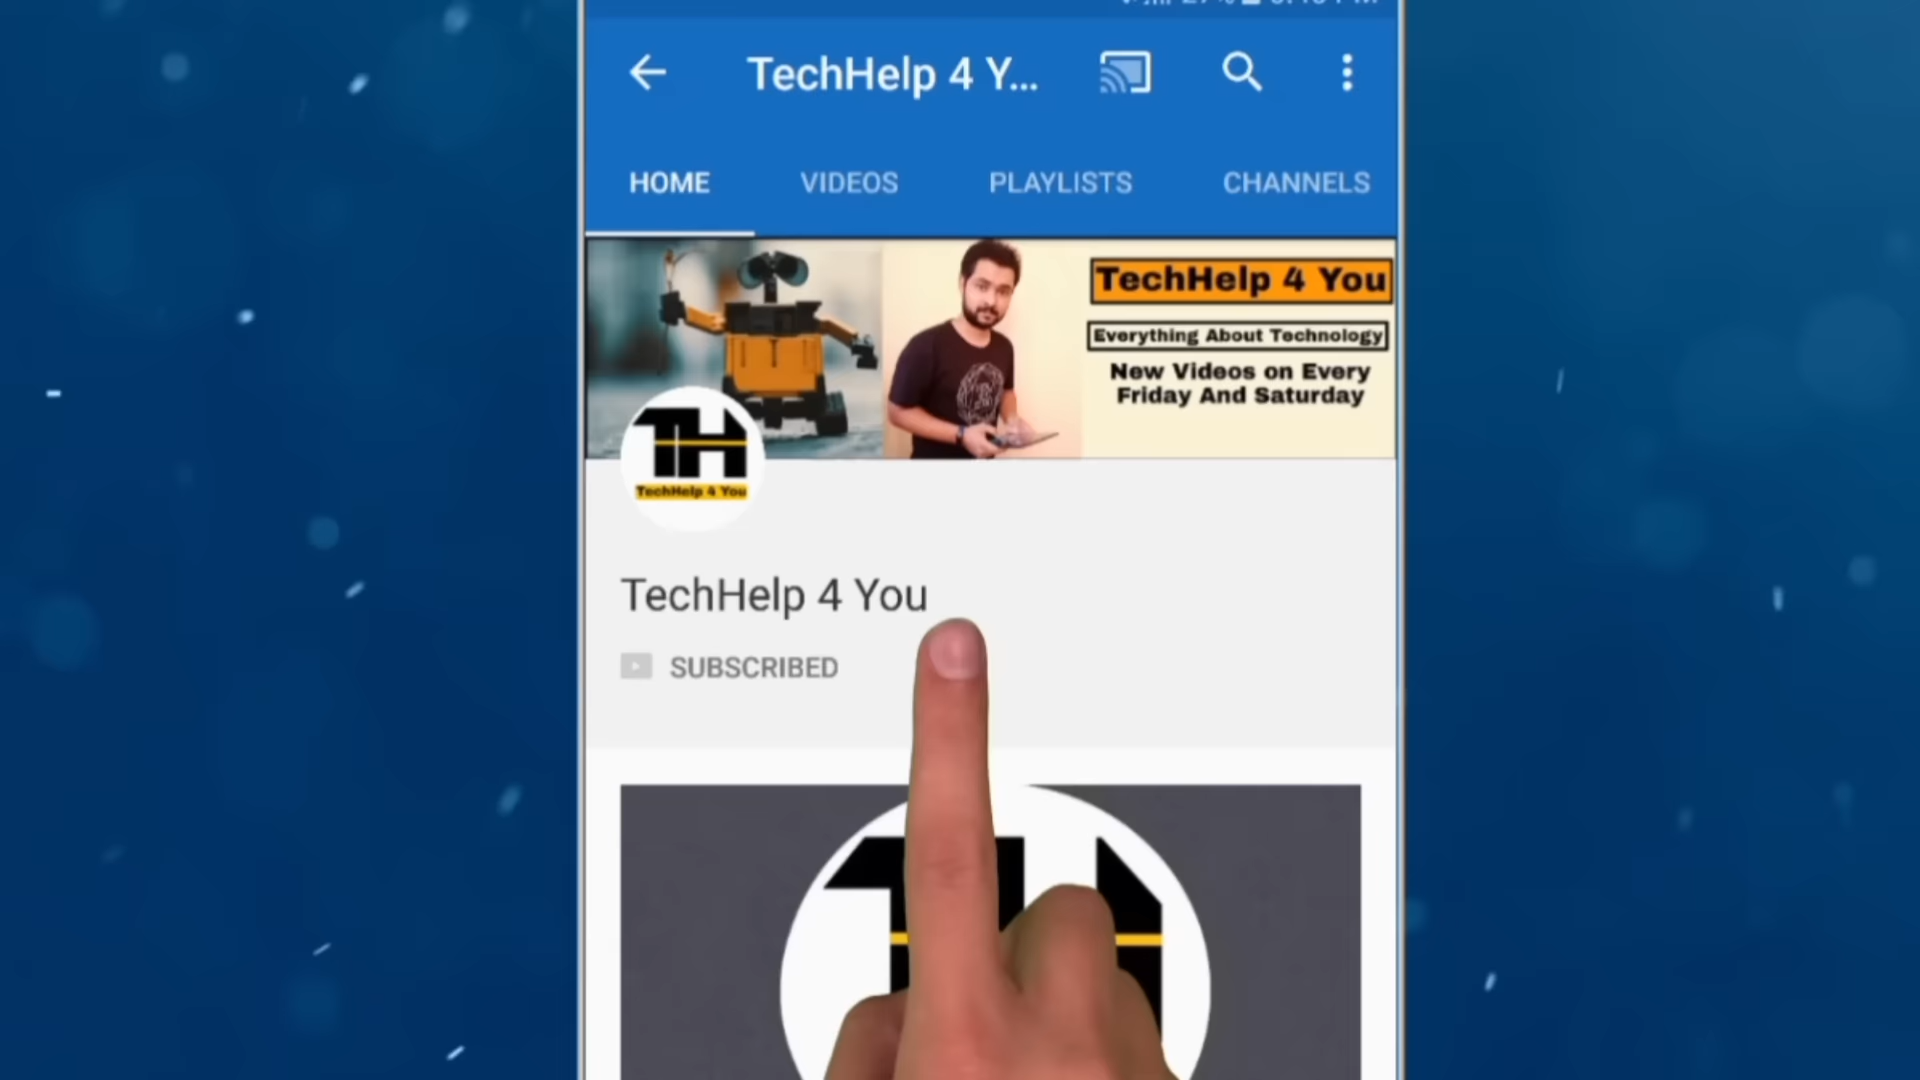 TechHelp 4 Y...
HOME VIDEOS PLAYLISTS CHANNELS
TechHelp 4 You
Everything About Technology
New Videos on Every
Friday And Saturday
TH
TechHelp 4 You
TechHelp 4 You
SUBSCRIBED